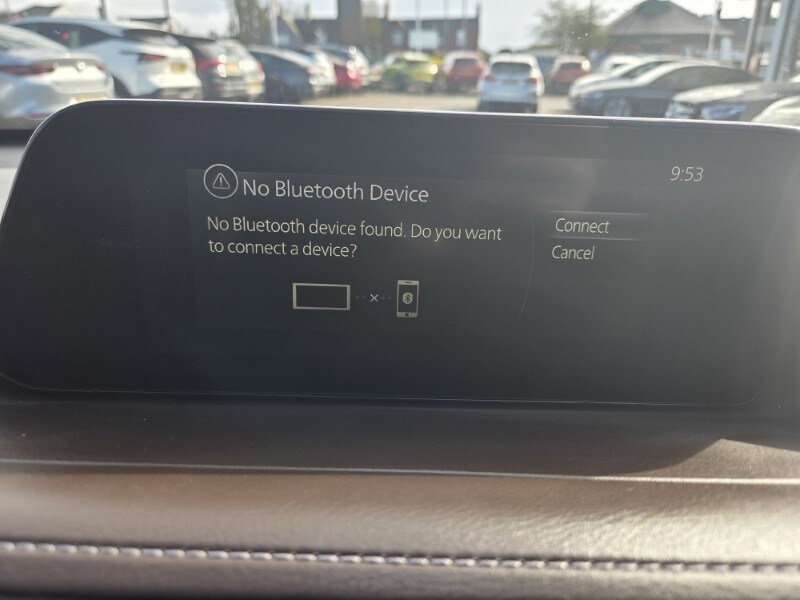 9:53
No Bluetooth Device
No Bluetooth device found. Do you want
to connect a device?
Connect
Cancel